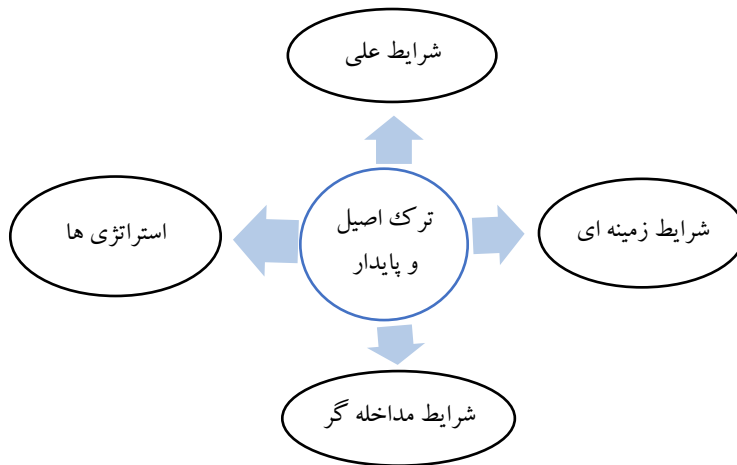 شرایط علی
ترک اصیل
و پایدار
شرایط زمینه ای
استراتژی ها
شرایط مداخله گر